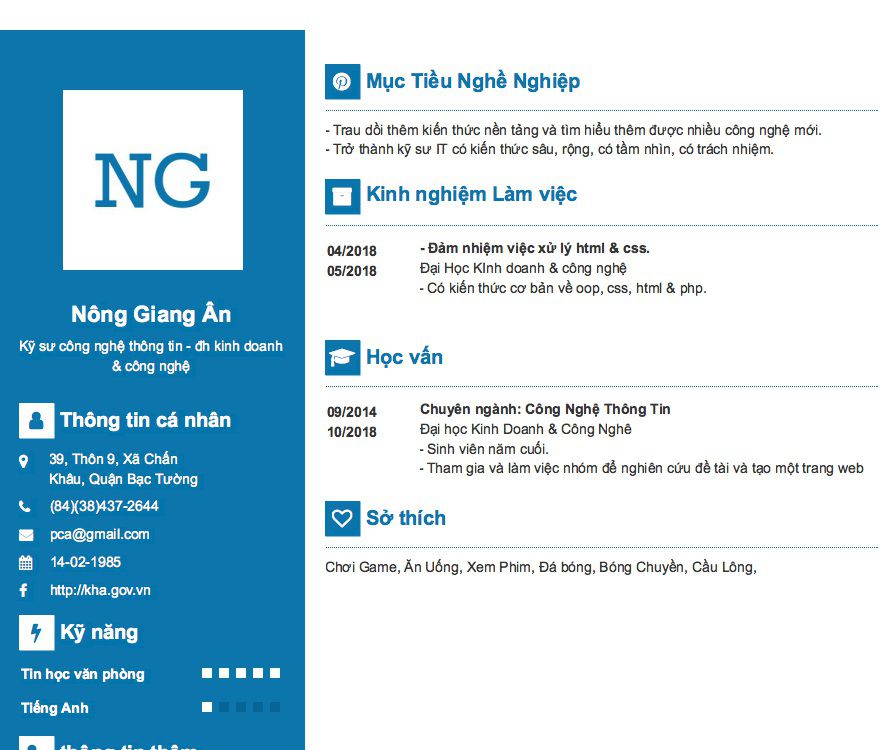 NG
Nông Giang Ân
Kỹ sư công nghệ thông tin - đh kinh doanh
& công nghệ
Thông tin cá nhân
39, Thôn 9, Xã Chấn
Khâu, Quận Bạc Tường
(84)(38)437-2644
pca@gmail.com
14-02-1985
http://kha.gov.vn
Kỹ năng
Tin học văn phòng
Tiếng Anh
thông tin thêm
Mục Tiều Nghề Nghiệp
- Trau dồi thêm kiến thức nền tảng và tìm hiểu thêm được nhiều công nghệ mới.
- Trở thành kỹ sư IT có kiến thức sâu, rộng, có tầm nhìn, có trách nhiệm.
Kinh nghiệm Làm việc
04/2018 - Đảm nhiệm việc xử lý html & css.
05/2018 Đại Học KInh doanh & công nghệ
- Có kiến thức cơ bản về oop, css, html & php.
Học vấn
09/2014 Chuyên ngành: Công Nghệ Thông Tin
10/2018 Đại học Kinh Doanh & Công Nghê
- Sinh viên năm cuối.
- Tham gia và làm việc nhóm để nghiên cứu đề tài và tạo một trang web
Sở thích
Chơi Game, Ăn Uống, Xem Phim, Đá bóng, Bóng Chuyền, Cầu Lông,